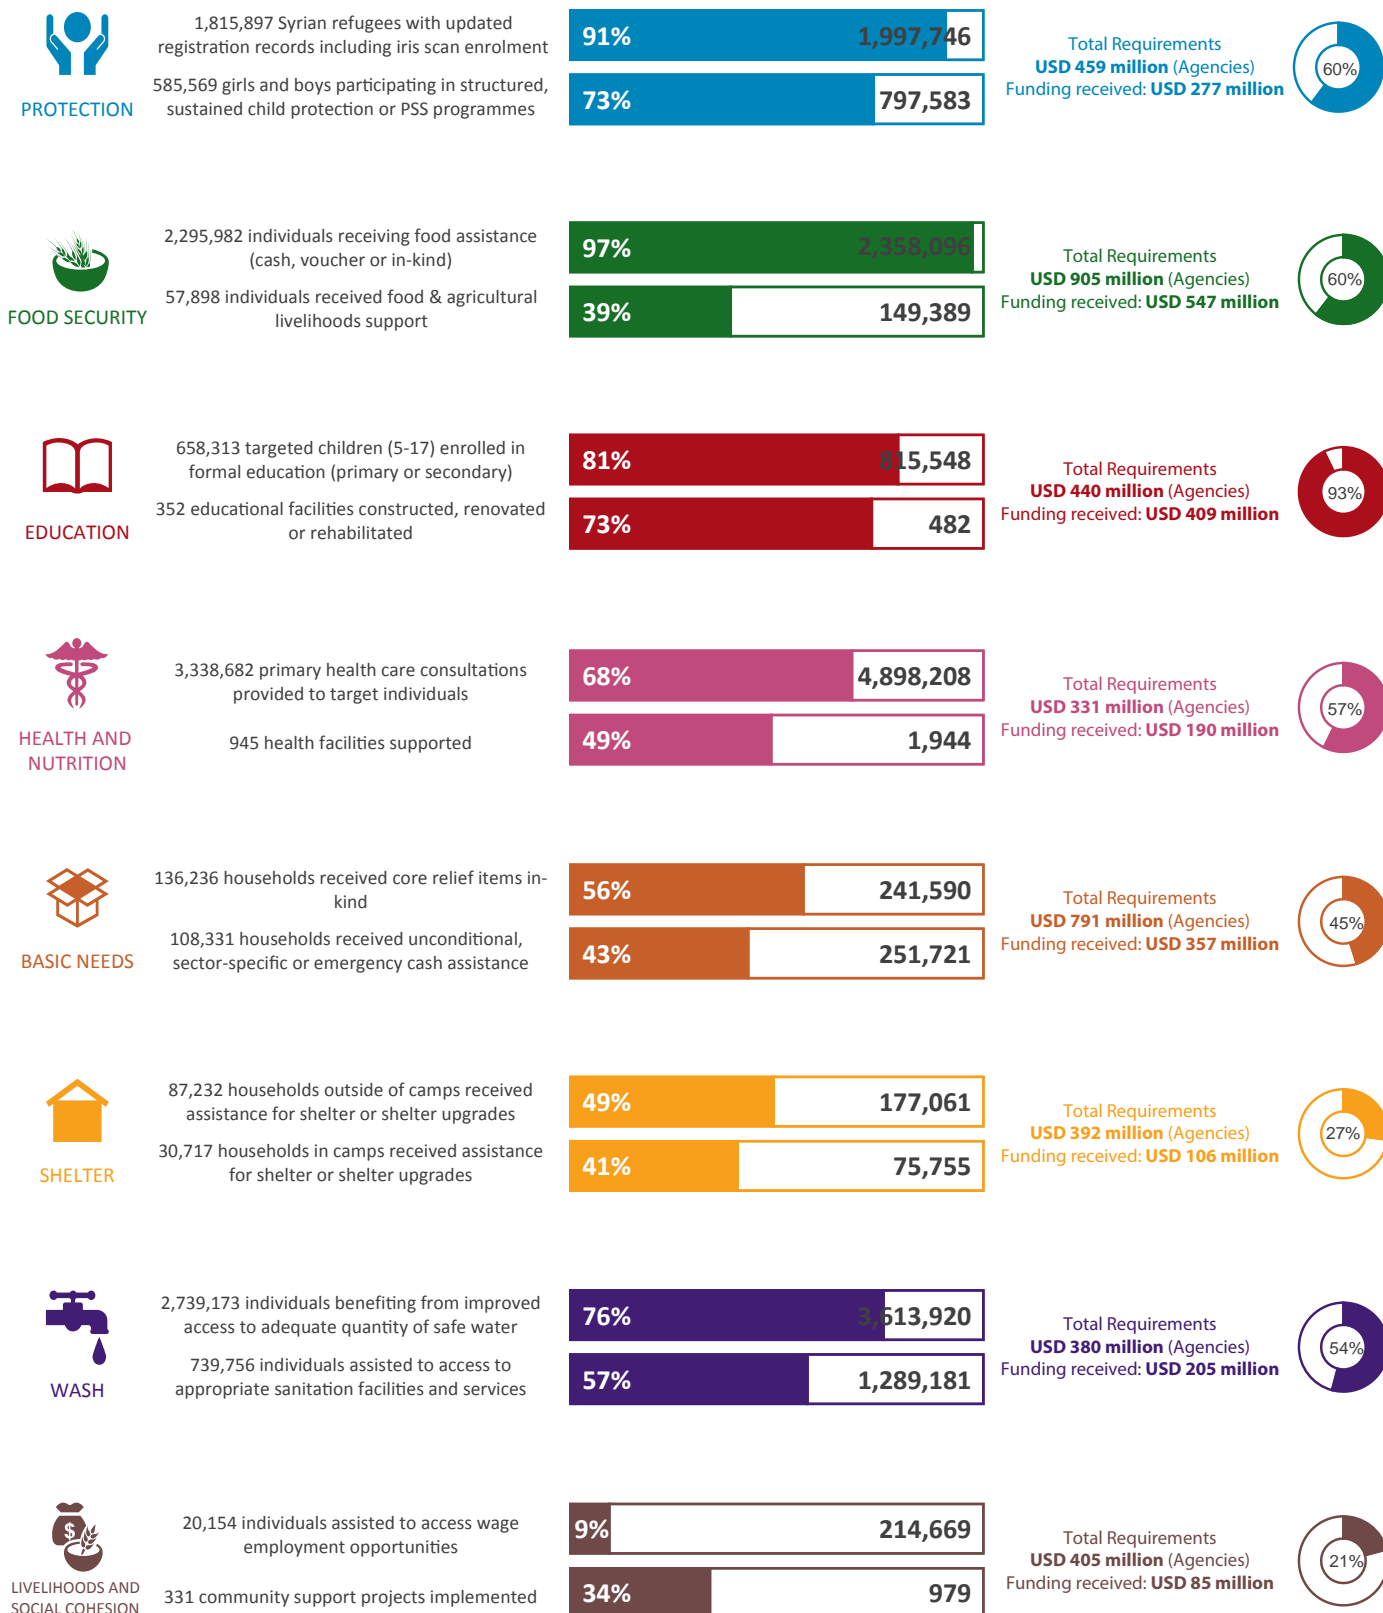 1,815,897 Syrian refugees with updated
registration records including iris scan enrolment
91%
1,997,746
585,569 girls and boys participating in structured,
sustained child protection or PSS programmes
73%
797,583
PROTECTION
Total Requirements
USD 459 million (Agencies)
Funding received: USD 277 million
60%
2,295,982 individuals receiving food assistance
(cash, voucher or in-kind)
97%
2,358,096
57,898 individuals received food & agricultural
livelihoods support
39%
149,389
FOOD SECURITY
Total Requirements
USD 905 million (Agencies)
Funding received: USD 547 million
60%
658,313 targeted children (5-17) enrolled in
formal education (primary or secondary)
81%
815,548
352 educational facilities constructed, renovated
or rehabilitated
73%
482
EDUCATION
Total Requirements
USD 440 million (Agencies)
Funding received: USD 409 million
93%
3,338,682 primary health care consultations
provided to target individuals
68%
4,898,208
945 health facilities supported
49%
1,944
HEALTH AND
NUTRITION
Total Requirements
USD 331 million (Agencies)
Funding received: USD 190 million
57%
136,236 households received core relief items in-
kind
56%
241,590
108,331 households received unconditional,
sector-specific or emergency cash assistance
43%
251,721
BASIC NEEDS
Total Requirements
USD 791 million (Agencies)
Funding received: USD 357 million
45%
87,232 households outside of camps received
assistance for shelter or shelter upgrades
49%
177,061
30,717 households in camps received assistance
for shelter or shelter upgrades
41%
75,755
SHELTER
Total Requirements
USD 392 million (Agencies)
Funding received: USD 106 million
27%
2,739,173 individuals benefiting from improved
access to adequate quantity of safe water
76%
3,613,920
739,756 individuals assisted to access to
appropriate sanitation facilities and services
57%
1,289,181
WASH
Total Requirements
USD 380 million (Agencies)
Funding received: USD 205 million
54%
$
20,154 individuals assisted to access wage
employment opportunities
9%
214,669
331 community support projects implemented
34%
979
LIVELIHOODS AND
SOCIAL COHESION
Total Requirements
USD 405 million (Agencies)
Funding received: USD 85 million
21%